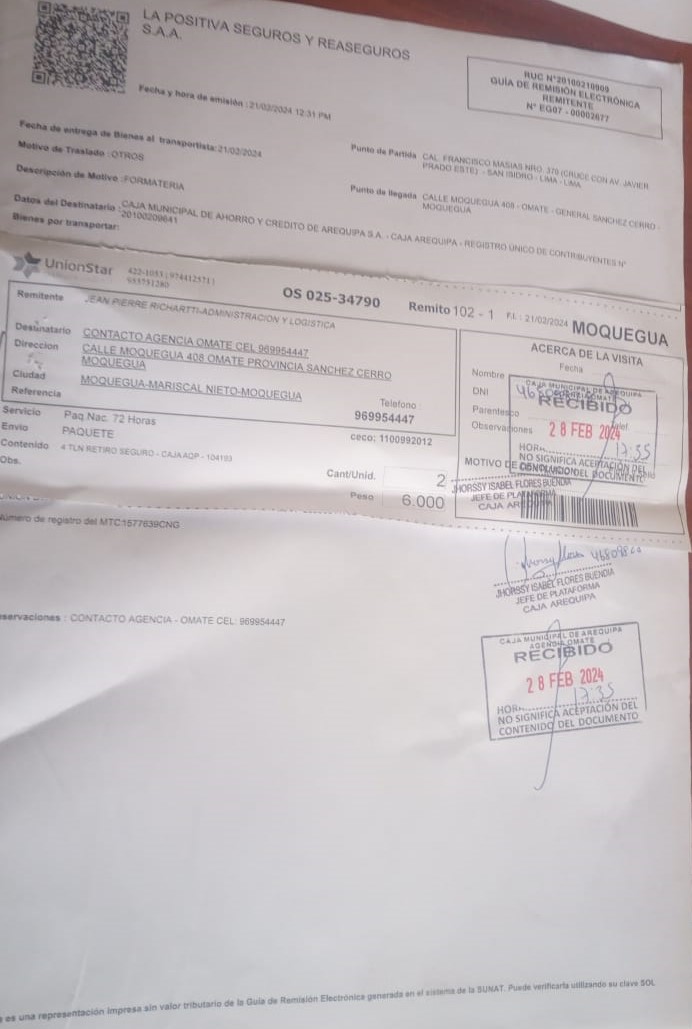 LA POSITIVA SEGUROS Y REASEGUROS
S.A.A.
RUC N°20100210909
GUÍA DE REMISIÓN ELECTRÓNICA
REMITENTE
N° EG07 - 00002677
Fecha y hora de emisión : 21/02/2024 12:31 PM
Fecha de entrega de Bienes al transportista: 21/02/2024
Motivo de Traslado : OTROS
Descripción de Motivo : FORMATERIA
Punto de Partida CAL. FRANCISCO MASIAS NRO. 370 (CRUCE CON AV. JAVIER
PRADO ESTE) - SAN ISIDRO - LIMA - LIMA
Punto de llegada CALLE MOQUEGUA 408 - OMATE - GENERAL SANCHEZ CERRO -
MOQUEGUA
Datos del Destinatario : CAJA MUNICIPAL DE AHORRO Y CREDITO DE AREQUIPA S.A. - CAJA AREQUIPA - REGISTRO ÚNICO DE CONTRIBUYENTES N°
20100209641
Bienes por transportar:
UnionStar
OS 025-34790
Remito 102 - 1
F.I. : 21/02/2024
MOQUEGUA
Remitente JEAN PIERRE RICHARTTI-ADMINISTRACION Y LOGISTICA
Destinatario CONTACTO AGENCIA OMATE CEL 969954447
Direccion CALLE MOQUEGUA 408 OMATE PROVINCIA SANCHEZ CERRO
MOQUEGUA
Ciudad MOQUEGUA-MARISCAL NIETO-MOQUEGUA
Referencia
Telefono
969954447
Servicio Paq.Nac. 72 Horas
ceco: 1100992012
Envio PAQUETE
Contenido 4 TLN RETIRO SEGURO - CAJA AQP - 104193
Obs.
Cant/Unid. 2
Peso 6.000
ACERCA DE LA VISITA
Fecha
Nombre
DNI
Parentesco
Observaciones
MOTIVO DE DEVOLUCION
CAJA MUNICIPAL DE AREQUIPA
RECIBIDO
28 FEB 2024
HORA 17:35
NO SIGNIFICA ACEPTACIÓN DEL
CONTENIDO DEL DOCUMENTO
JHORSSY ISABEL FLORES BUENDIA
JEFE DE PLATAFORMA
CAJA AREQUIPA
Número de registro del MTC:1577639CNG
JHORSSY ISABEL FLORES BUENDIA
JEFE DE PLATAFORMA
CAJA AREQUIPA
servaciones : CONTACTO AGENCIA - OMATE CEL: 969954447
CAJA MUNICIPAL DE AREQUIPA
AGENCIA OMATE
RECIBIDO
28 FEB 2024
17:35
HORA
NO SIGNIFICA ACEPTACIÓN DEL
CONTENIDO DEL DOCUMENTO
es una representación impresa sin valor tributario de la Guía de Remisión Electrónica generada en el sistema de la SUNAT. Puede verificarla utilizando su clave SOL